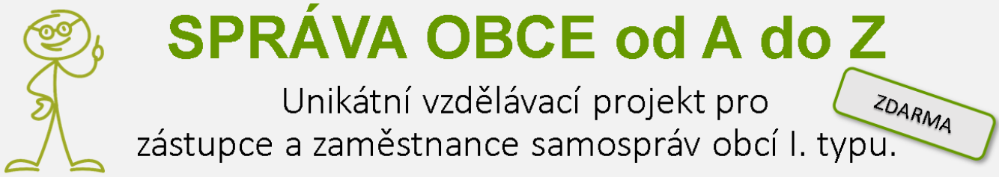 SPRÁVA OBCE od A do Z
Unikátní vzdělávací projekt pro
ZDARMA
zástupce a zaměstnance samospráv obcí I. typu.